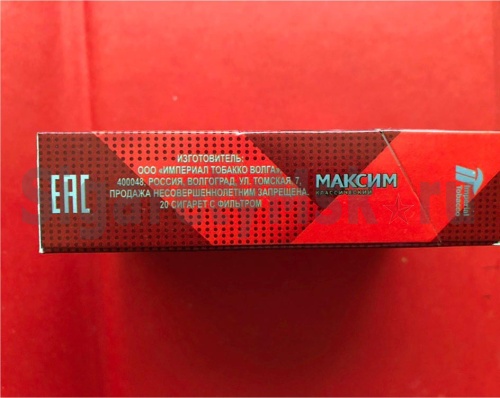 EAC
ИЗГОТОВИТЕЛЬ:
ООО «ИМПЕРИАЛ ТОБАККО ВОЛГА»
400048, РОССИЯ, ВОЛГОГРАД, УЛ. ТОМСКАЯ, 7,
ПРОДАЖА НЕСОВЕРШЕННОЛЕТНИМ ЗАПРЕЩЕНА.
20 СИГАРЕТ С ФИЛЬТРОМ
МАКСИМ
КЛАССИЧЕСКИЙ
Imperial
Tobacco